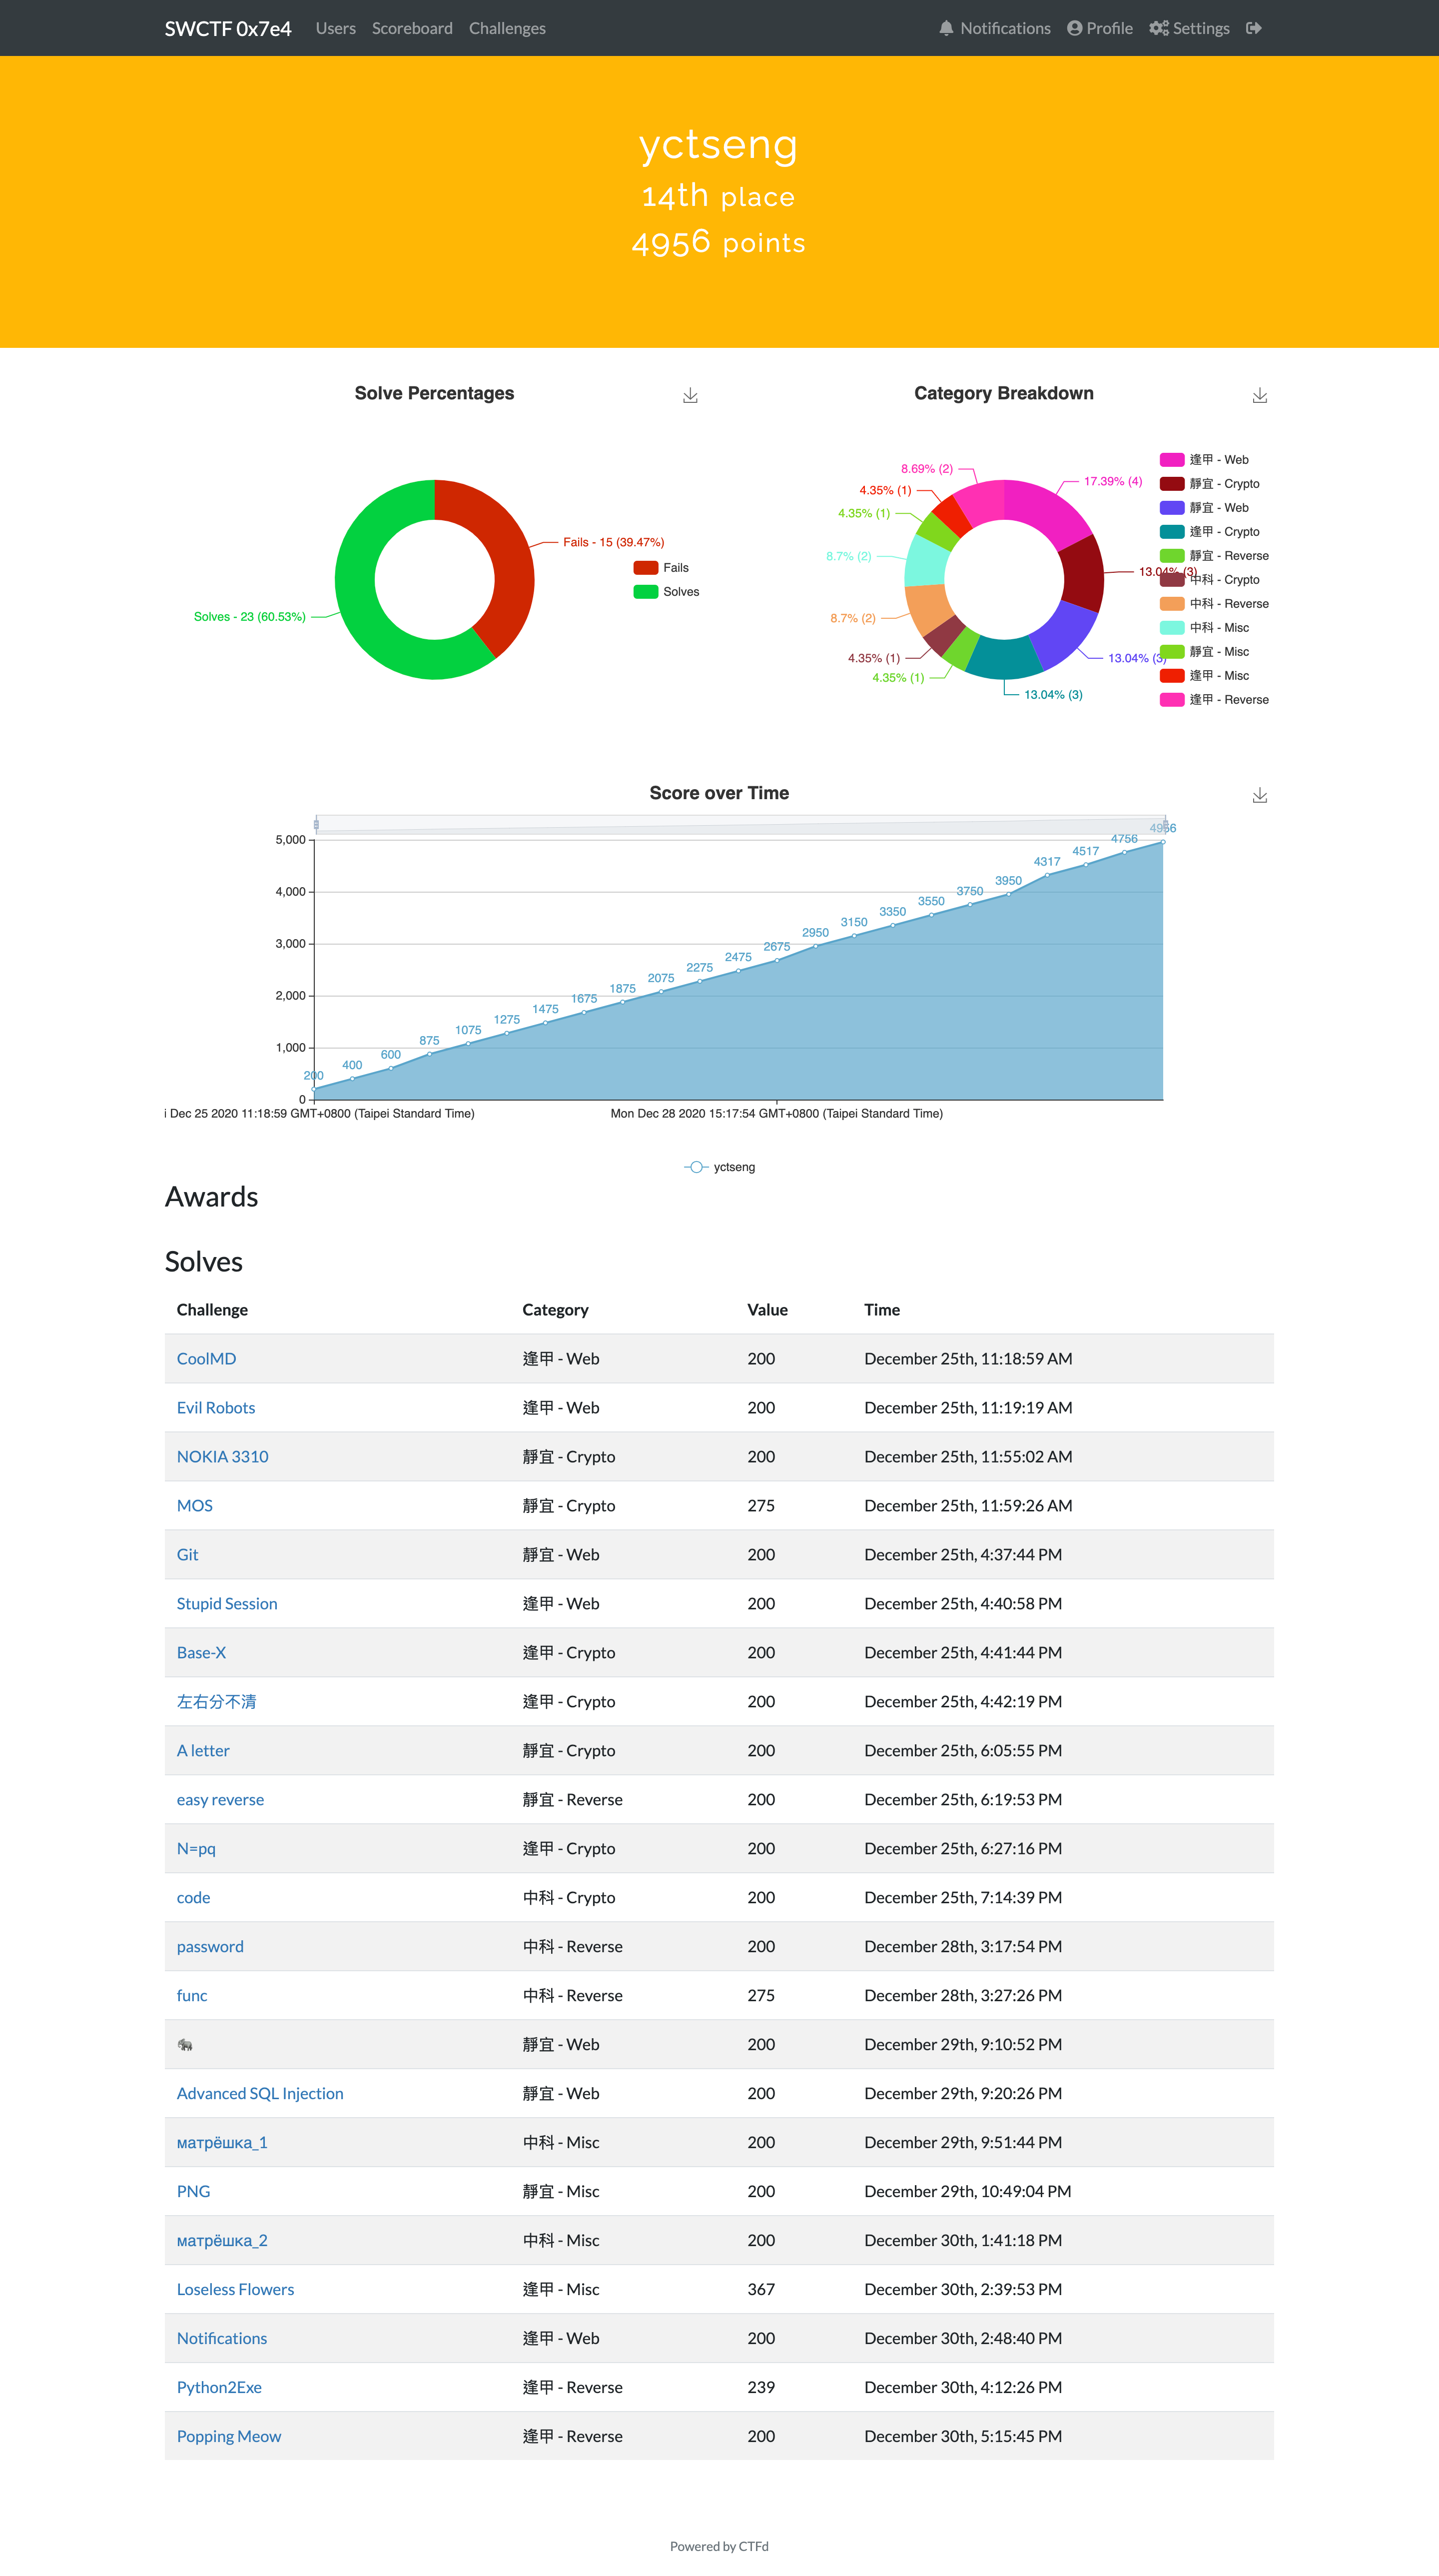 SWCTF 0x7e4 Users Scoreboard Challenges Notifications Profile Settings
yctseng
14th place
4956 points
Solve Percentages
Fails - 15 (39.47%)
Solves - 23 (60.53%)
Fails
Solves
Category Breakdown
17.39% (4)
13.04% (3)
13.04% (3)
13.04% (3)
4.35% (1)
4.35% (1)
8.7% (2)
8.7% (2)
4.35% (1)
4.35% (1)
8.69% (2)
逢甲 - Web
靜宜 - Crypto
靜宜 - Web
逢甲 - Crypto
靜宜 - Reverse
中科 - Crypto
中科 - Reverse
中科 - Misc
靜宜 - Misc
逢甲 - Misc
逢甲 - Reverse
Score over Time
5,000
4,000
3,000
2,000
1,000
0
200 400 600 875 1075 1275 1475 1675 1875 2075 2275 2475 2675 2950 3150 3350 3550 3750 3950 4317 4517 4756 4956
i Dec 25 2020 11:18:59 GMT+0800 (Taipei Standard Time) Mon Dec 28 2020 15:17:54 GMT+0800 (Taipei Standard Time)
yctseng
Awards
Solves
Challenge Category Value Time
CoolMD 逢甲 - Web 200 December 25th, 11:18:59 AM
Evil Robots 逢甲 - Web 200 December 25th, 11:19:19 AM
NOKIA 3310 靜宜 - Crypto 200 December 25th, 11:55:02 AM
MOS 靜宜 - Crypto 275 December 25th, 11:59:26 AM
Git 靜宜 - Web 200 December 25th, 4:37:44 PM
Stupid Session 逢甲 - Web 200 December 25th, 4:40:58 PM
Base-X 逢甲 - Crypto 200 December 25th, 4:41:44 PM
左右分不清 逢甲 - Crypto 200 December 25th, 4:42:19 PM
A letter 靜宜 - Crypto 200 December 25th, 6:05:55 PM
easy reverse 靜宜 - Reverse 200 December 25th, 6:19:53 PM
N=pq 逢甲 - Crypto 200 December 25th, 6:27:16 PM
code 中科 - Crypto 200 December 25th, 7:14:39 PM
password 中科 - Reverse 200 December 28th, 3:17:54 PM
func 中科 - Reverse 275 December 28th, 3:27:26 PM
🐘 靜宜 - Web 200 December 29th, 9:10:52 PM
Advanced SQL Injection 靜宜 - Web 200 December 29th, 9:20:26 PM
матрёшка_1 中科 - Misc 200 December 29th, 9:51:44 PM
PNG 靜宜 - Misc 200 December 29th, 10:49:04 PM
матрёшка_2 中科 - Misc 200 December 30th, 1:41:18 PM
Loseless Flowers 逢甲 - Misc 367 December 30th, 2:39:53 PM
Notifications 逢甲 - Web 200 December 30th, 2:48:40 PM
Python2Exe 逢甲 - Reverse 239 December 30th, 4:12:26 PM
Popping Meow 逢甲 - Reverse 200 December 30th, 5:15:45 PM
Powered by CTFd